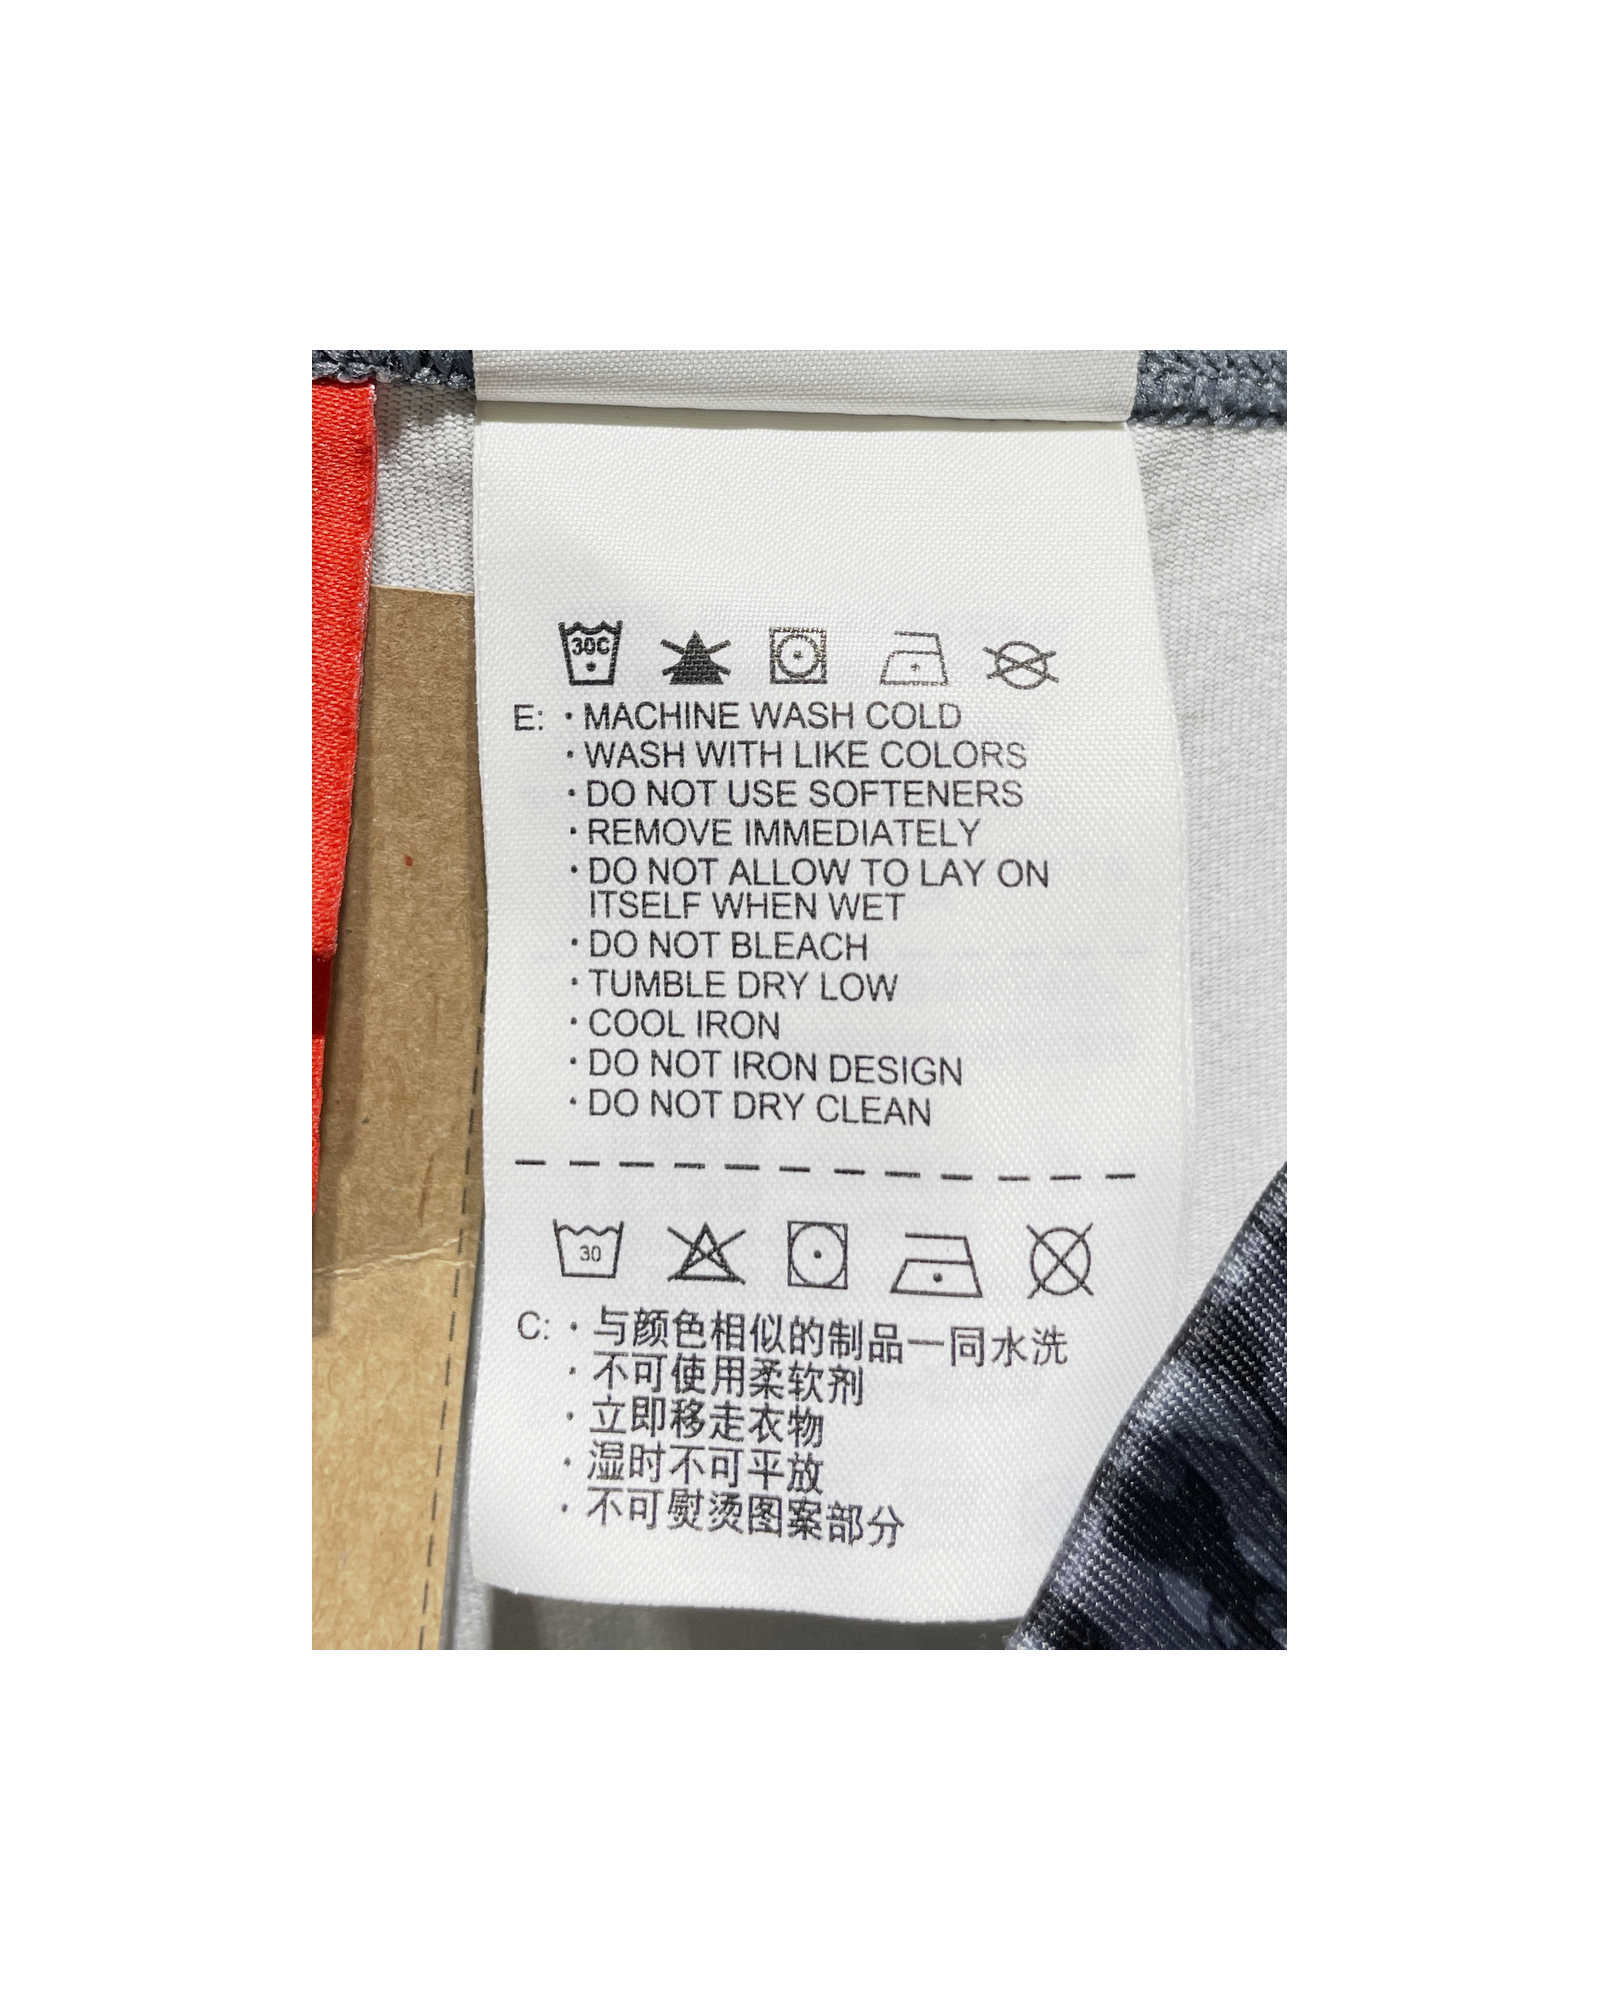 30C
E: · MACHINE WASH COLD
· WASH WITH LIKE COLORS
· DO NOT USE SOFTENERS
· REMOVE IMMEDIATELY
· DO NOT ALLOW TO LAY ON
ITSELF WHEN WET
· DO NOT BLEACH
· TUMBLE DRY LOW
· COOL IRON
· DO NOT IRON DESIGN
· DO NOT DRY CLEAN
30
C: · 与颜色相似的制品一同水洗
· 不可使用柔软剂
· 立即移走衣物
· 湿时不可平放
· 不可熨烫图案部分